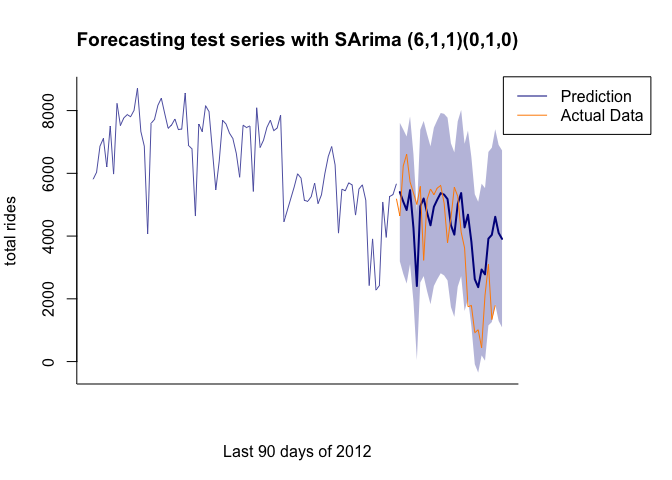 Forecasting test series with SArima (6,1,1)(0,1,0)
Prediction
Actual Data
total rides
8000
6000
4000
2000
0
Last 90 days of 2012